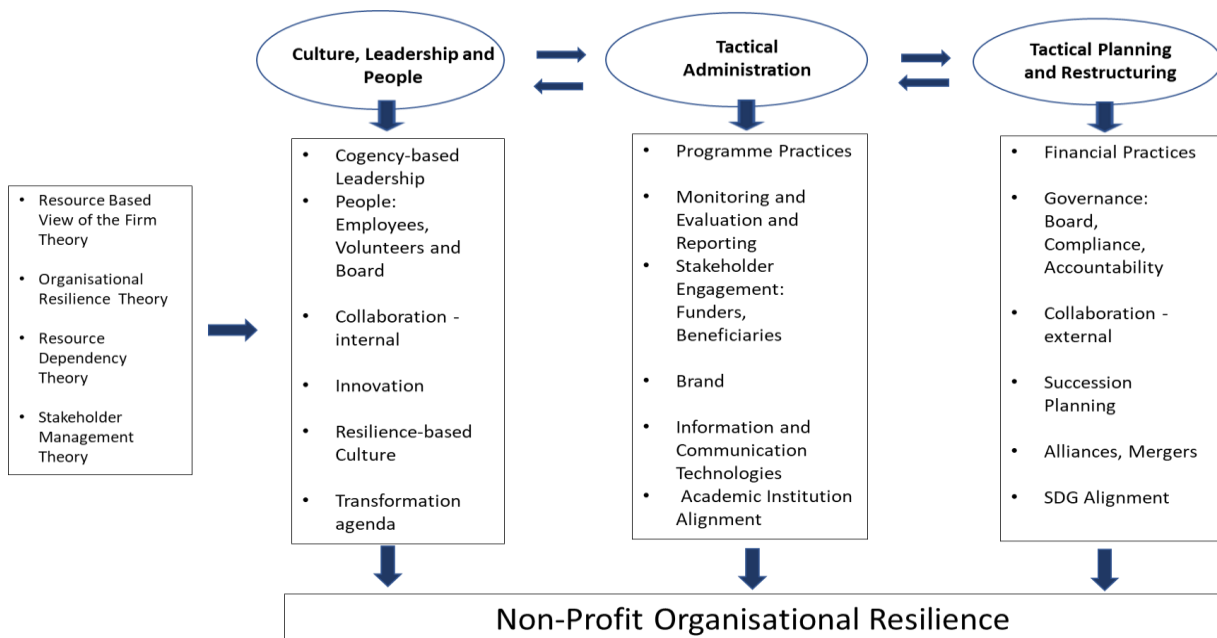 Culture, Leadership and
People
Tactical
Administration
Tactical Planning
and Restructuring
• Resource Based
View of the Firm
Theory
• Organisational
Resilience Theory
• Resource
Dependency
Theory
• Stakeholder
Management
Theory
• Cogency-based
Leadership
• People:
Employees,
Volunteers and
Board
• Collaboration -
internal
• Innovation
• Resilience-based
Culture
• Transformation
agenda
• Programme Practices
• Monitoring and
Evaluation and
Reporting
• Stakeholder
Engagement:
Funders,
Beneficiaries
• Brand
• Information and
Communication
Technologies
• Academic Institution
Alignment
• Financial Practices
• Governance:
Board,
Compliance,
Accountability
• Collaboration -
external
• Succession
Planning
• Alliances, Mergers
• SDG Alignment
Non-Profit Organisational Resilience